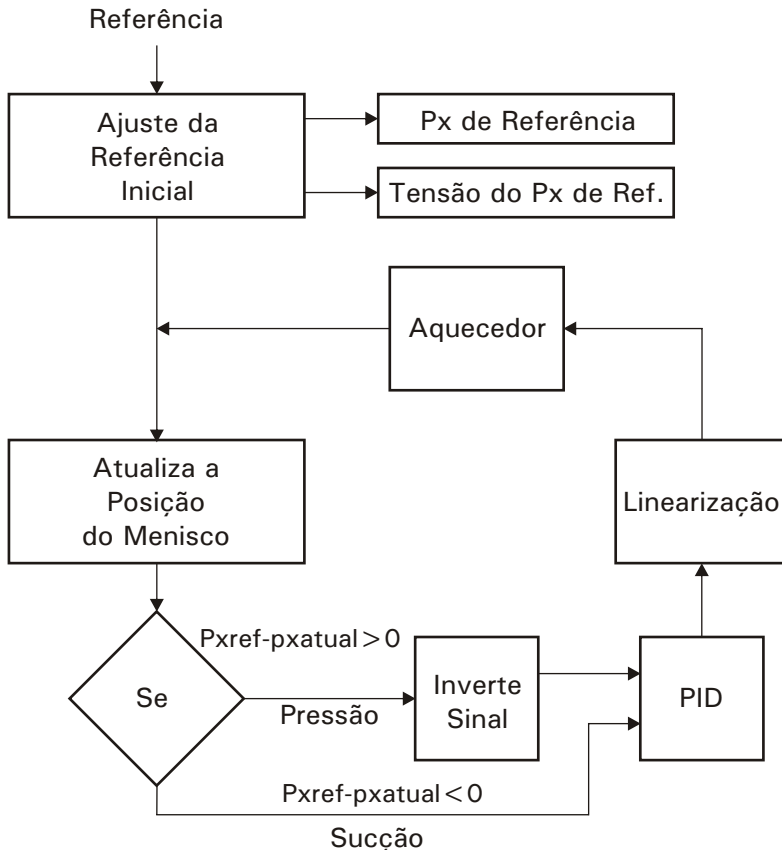 Referência
Ajuste da
Referência
Inicial
Px de Referência
Tensão do Px de Ref.
Aquecedor
Atualiza a
Posição
do Menisco
Linearização
Pxref-pxatual>0
Se
Pressão
Inverte
Sinal
PID
Pxref-pxatual<0
Sucção